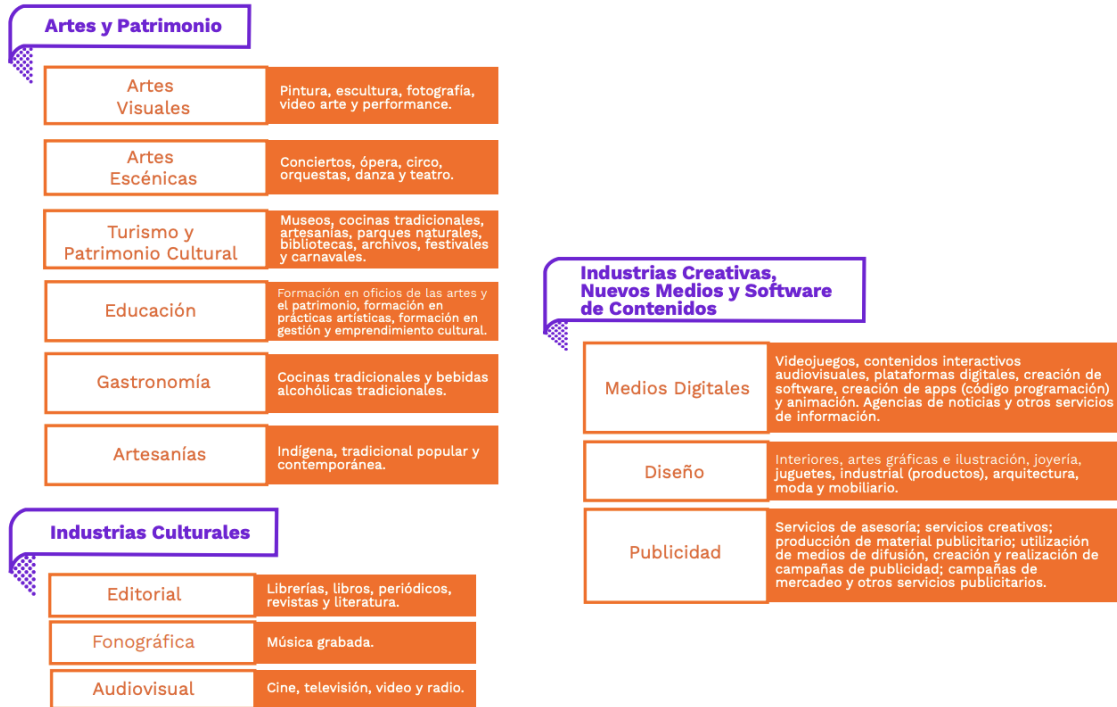 Artes y Patrimonio
Artes
Visuales
Pintura, escultura, fotografía,
video arte y performance.
Artes
Escénicas
Conciertos, ópera, circo,
orquestas, danza y teatro.
Turismo y
Patrimonio Cultural
Museos, cocinas tradicionales,
artesanías, parques naturales,
bibliotecas, archivos, festivales
y carnavales.
Educación
Formación en oficios de las artes y
el patrimonio, formación en
prácticas artísticas, formación en
gestión y emprendimiento cultural.
Gastronomía
Cocinas tradicionales y bebidas
alcohólicas tradicionales.
Artesanías
Indígena, tradicional popular y
contemporánea.
Industrias Culturales
Editorial
Librerías, libros, periódicos,
revistas y literatura.
Fonográfica
Música grabada.
Audiovisual
Cine, televisión, video y radio.
Industrias Creativas,
Nuevos Medios y Software
de Contenidos
Medios Digitales
Videojuegos, contenidos interactivos
audiovisuales, plataformas digitales, creación de
software, creación de apps (código programación)
y animación. Agencias de noticias y otros servicios
de información.
Diseño
Interiores, artes gráficas e ilustración, joyería,
juguetes, industrial (productos), arquitectura,
moda y mobiliario.
Publicidad
Servicios de asesoría; servicios creativos;
producción de material publicitario; utilización
de medios de difusión, creación y realización de
campañas de publicidad; campañas de
mercadeo y otros servicios publicitarios.